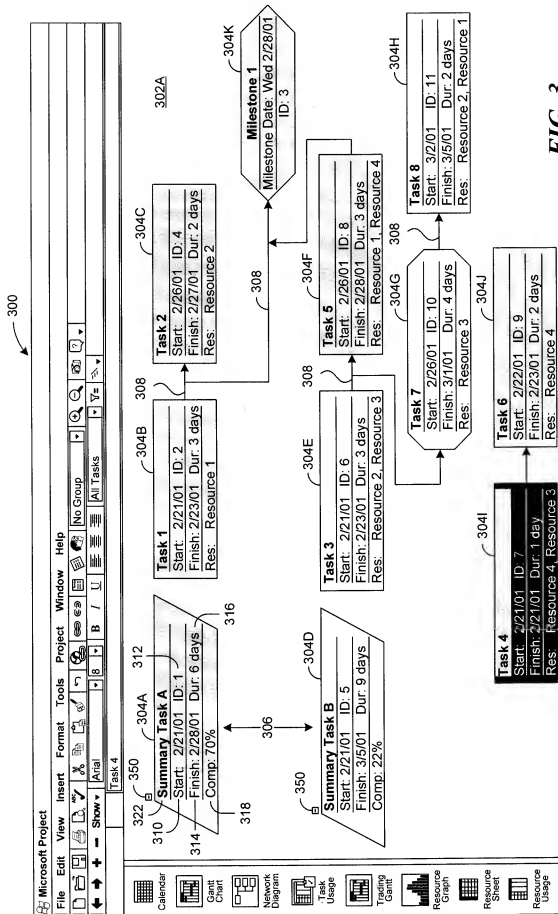 300
Microsoft Project
File Edit View Insert Format Tools Project Window Help
No Group
Show Arial 8 B I U All Tasks
Task 4
Calendar
Gantt Chart
Network Diagram
Task Usage
Trading Gantt
Resource Graph
Resource Sheet
Resource Usage
302A
350
322
310
314
318
312
316
304A
Summary Task A
Start: 2/21/01 ID: 1
Finish: 2/28/01 Dur: 6 days
Comp: 70%
306
350
304D
Summary Task B
Start: 2/21/01 ID: 5
Finish: 3/5/01 Dur: 9 days
Comp: 22%
304B
Task 1
Start: 2/21/01 ID: 2
Finish: 2/23/01 Dur: 3 days
Res: Resource 1
308
304C
Task 2
Start: 2/26/01 ID: 4
Finish: 2/27/01 Dur: 2 days
Res: Resource 2
308
304K
Milestone 1
Milestone Date: Wed 2/28/01
ID: 3
304E
Task 3
Start: 2/21/01 ID: 6
Finish: 2/23/01 Dur: 3 days
Res: Resource 2, Resource 3
308
304F
Task 5
Start: 2/26/01 ID: 8
Finish: 2/28/01 Dur: 3 days
Res: Resource 1, Resource 4
304G
Task 7
Start: 2/26/01 ID: 10
Finish: 3/1/01 Dur: 4 days
Res: Resource 3
308
304H
Task 8
Start: 3/2/01 ID: 11
Finish: 3/5/01 Dur: 2 days
Res: Resource 2, Resource 1
304I
Task 4
Start: 2/21/01 ID: 7
Finish: 2/21/01 Dur: 1 day
Res: Resource 4, Resource 3
304J
Task 6
Start: 2/22/01 ID: 9
Finish: 2/23/01 Dur: 2 days
Res: Resource 4